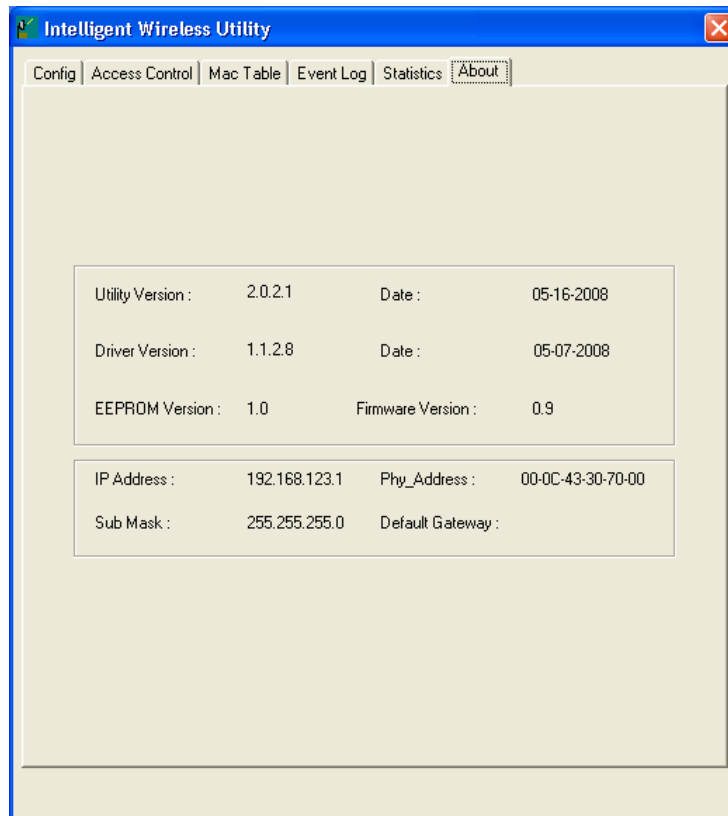 Intelligent Wireless Utility
Config Access Control Mac Table Event Log Statistics About
Utility Version : 2.0.2.1 Date : 05-16-2008
Driver Version : 1.1.2.8 Date : 05-07-2008
EEPROM Version : 1.0 Firmware Version : 0.9
IP Address : 192.168.123.1 Phy_Address : 00-0C-43-30-70-00
Sub Mask : 255.255.255.0 Default Gateway :